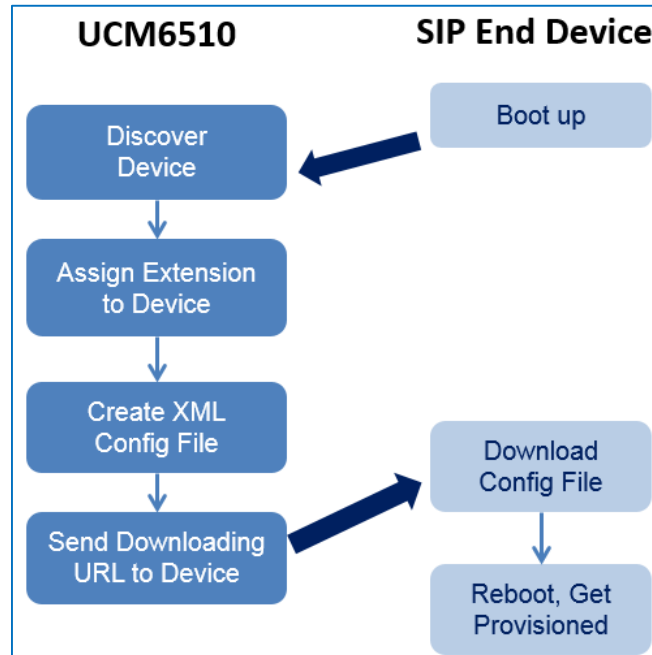 UCM6510
SIP End Device
Boot up
Discover
Device
Assign Extension
to Device
Create XML
Config File
Send Downloading
URL to Device
Download
Config File
Reboot, Get
Provisioned